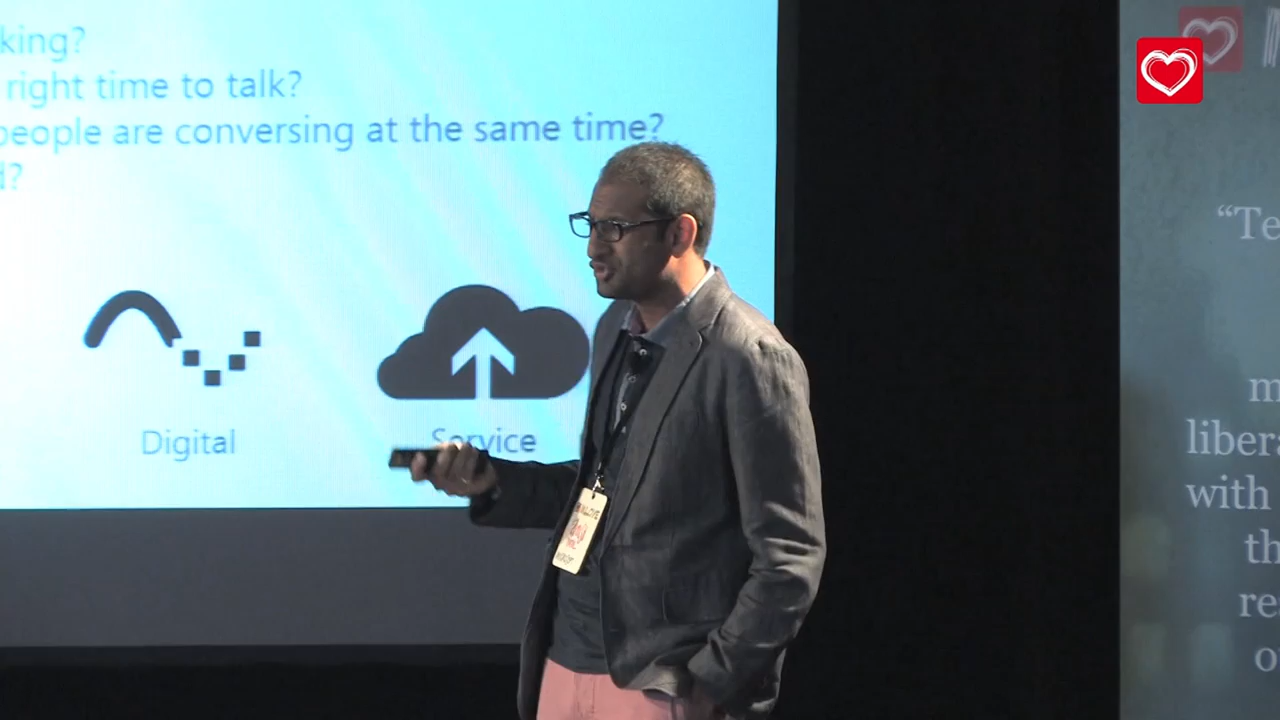 king?
right time to talk?
people are conversing at the same time?
d?
Digital
Service
“Te
m
libera
with
th
re
o